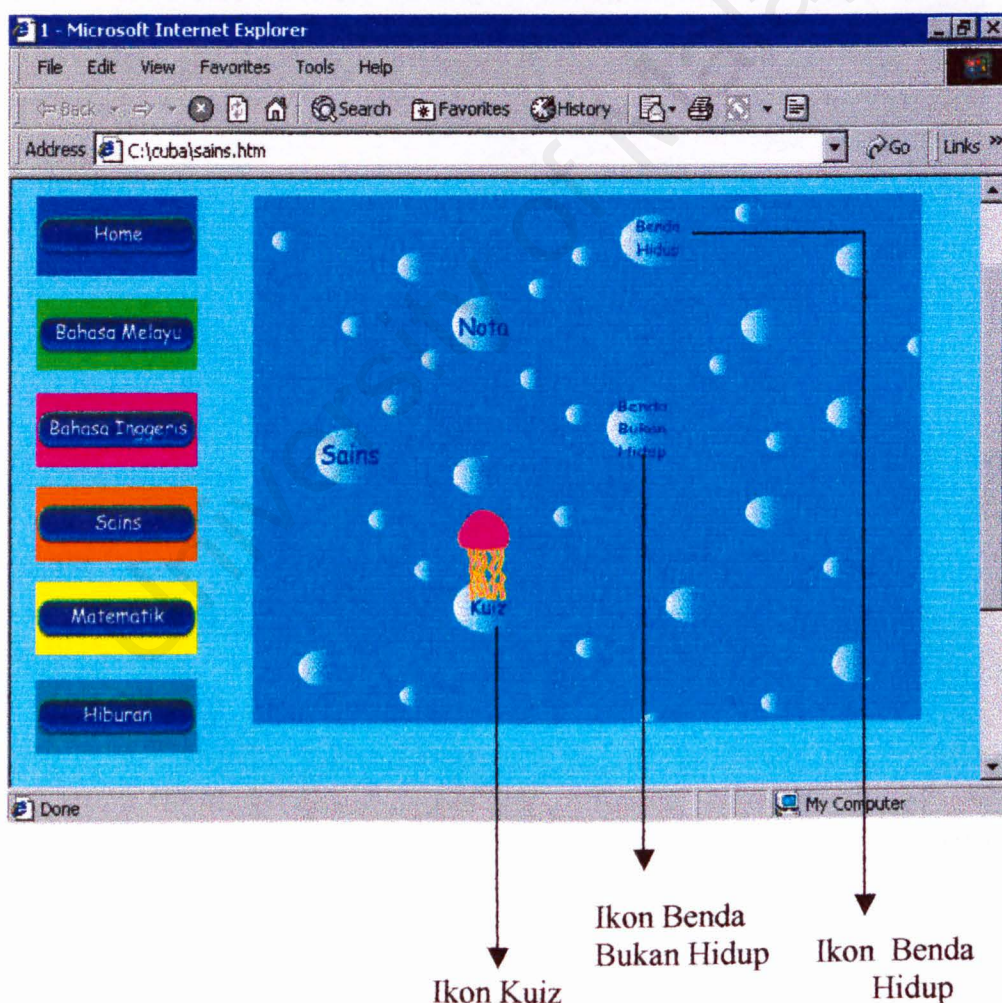 1 - Microsoft Internet Explorer
File Edit View Favorites Tools Help
Back Search Favorites History
Address C:\cuba\sains.htm Go Links »
Home
Bahasa Melayu
Bahasa Inggeris
Sains
Matematik
Hiburan
Benda
Hidup
Nota
Benda
Bukan
Hidup
Sains
Kuiz
Done My Computer
Ikon Benda
Bukan Hidup
Ikon Benda
Hidup
Ikon Kuiz